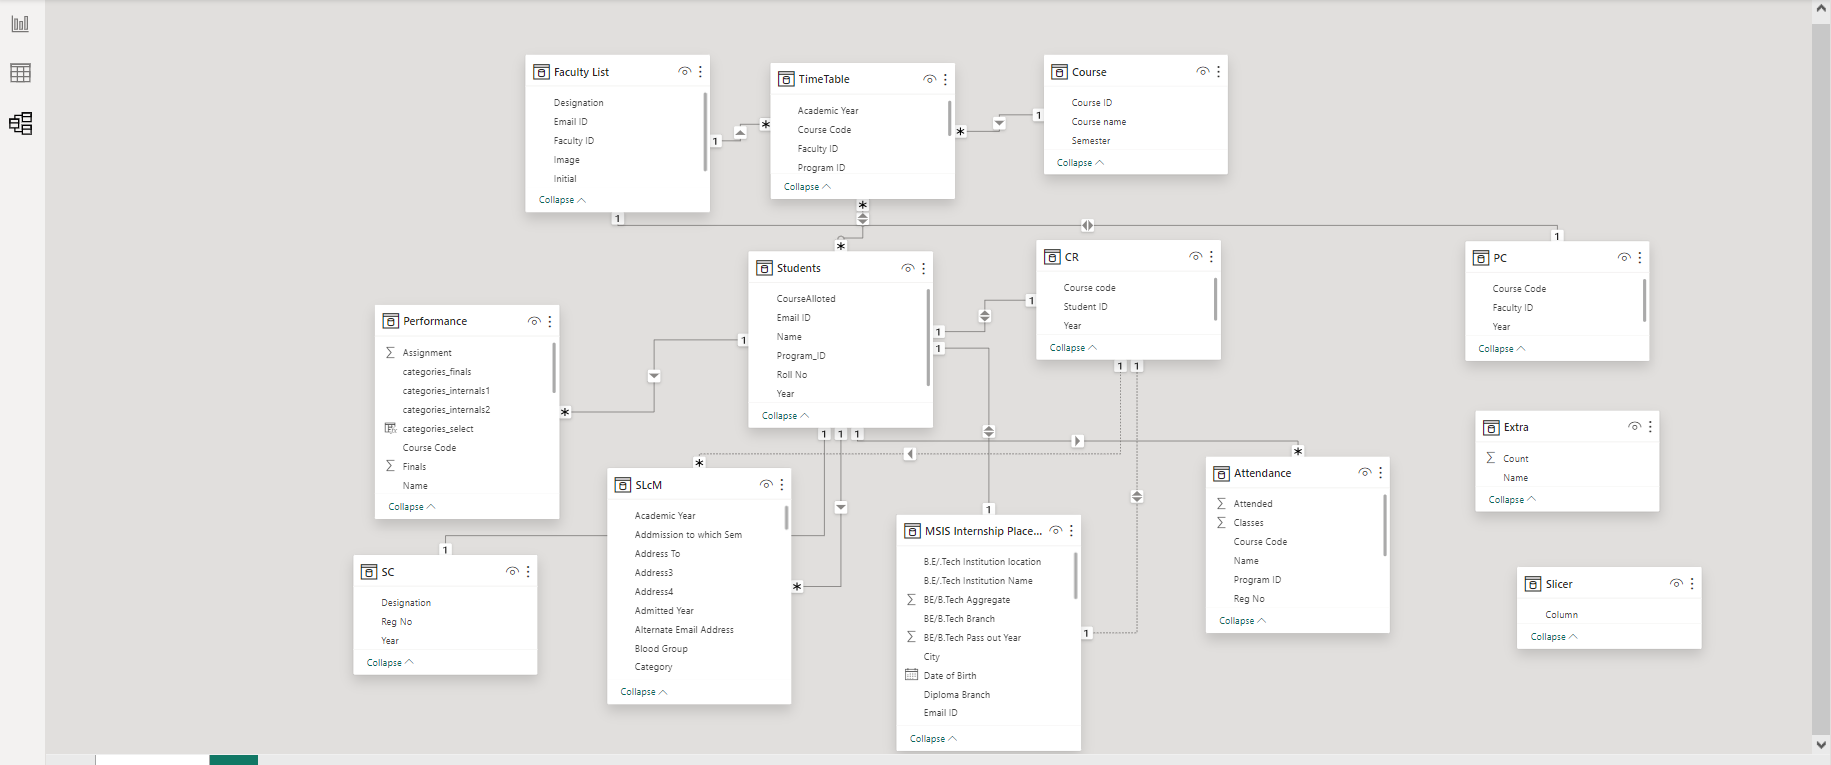 Faculty List
Designation
Email ID
Faculty ID
Image
Initial
Collapse
TimeTable
Academic Year
Course Code
Faculty ID
Program ID
Collapse
Course
Course ID
Course name
Semester
Collapse
1
*
*
1
1
*
*
1
Students
CourseAlloted
Email ID
Name
Program_ID
Roll No
Year
Collapse
CR
Course code
Student ID
Year
Collapse
PC
Course Code
Faculty ID
Year
Collapse
Performance
Assignment
categories_finals
categories_internals1
categories_internals2
categories_select
Course Code
Finals
Name
Collapse
1
*
1
1
1
1
1
1
1
1
*
*
SLcM
Academic Year
Admission to which Sem
Address To
Address3
Address4
Admitted Year
Alternate Email Address
Blood Group
Category
Collapse
*
1
SC
Designation
Reg No
Year
Collapse
1
MSIS Internship Place...
B.E/.Tech Institution location
B.E/.Tech Institution Name
BE/B.Tech Aggregate
BE/B.Tech Branch
BE/B.Tech Pass out Year
City
Date of Birth
Diploma Branch
Email ID
Collapse
1
Attendance
Attended
Classes
Course Code
Name
Program ID
Reg No
Collapse
Extra
Count
Name
Collapse
Slicer
Column
Collapse